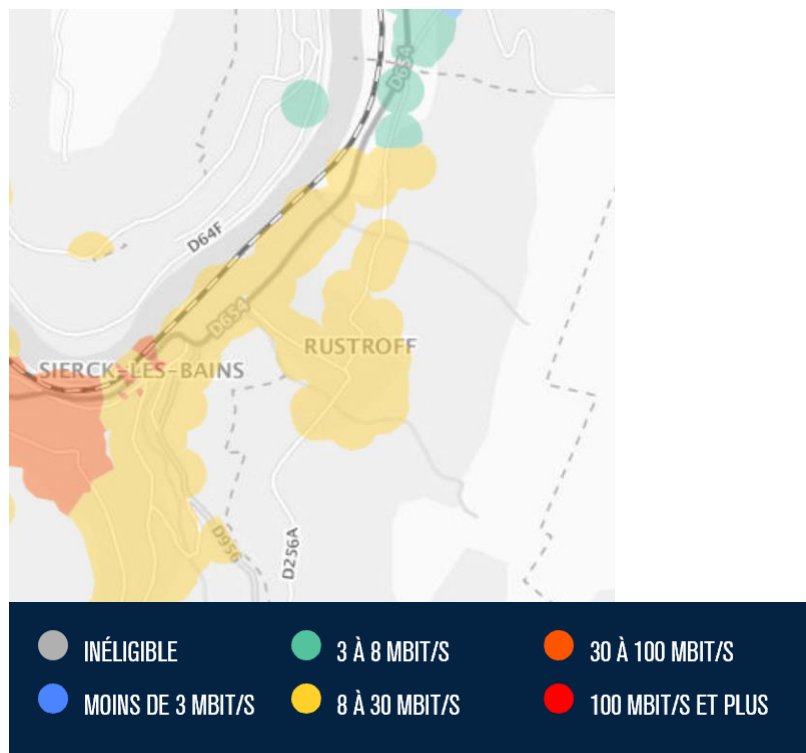 D654
D64F
D654
RUSTROFF
SIERCK-LES-BAINS
D956
D256A
INÉLIGIBLE
3 À 8 MBIT/S
30 À 100 MBIT/S
MOINS DE 3 MBIT/S
8 À 30 MBIT/S
100 MBIT/S ET PLUS